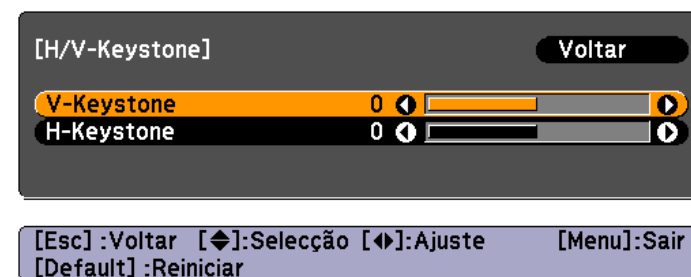 [H/V-Keystone] Voltar
V-Keystone 0
H-Keystone 0
[Esc] :Voltar [◆]:Selecção [◆]:Ajuste [Menu]:Sair
[Default] :Reiniciar